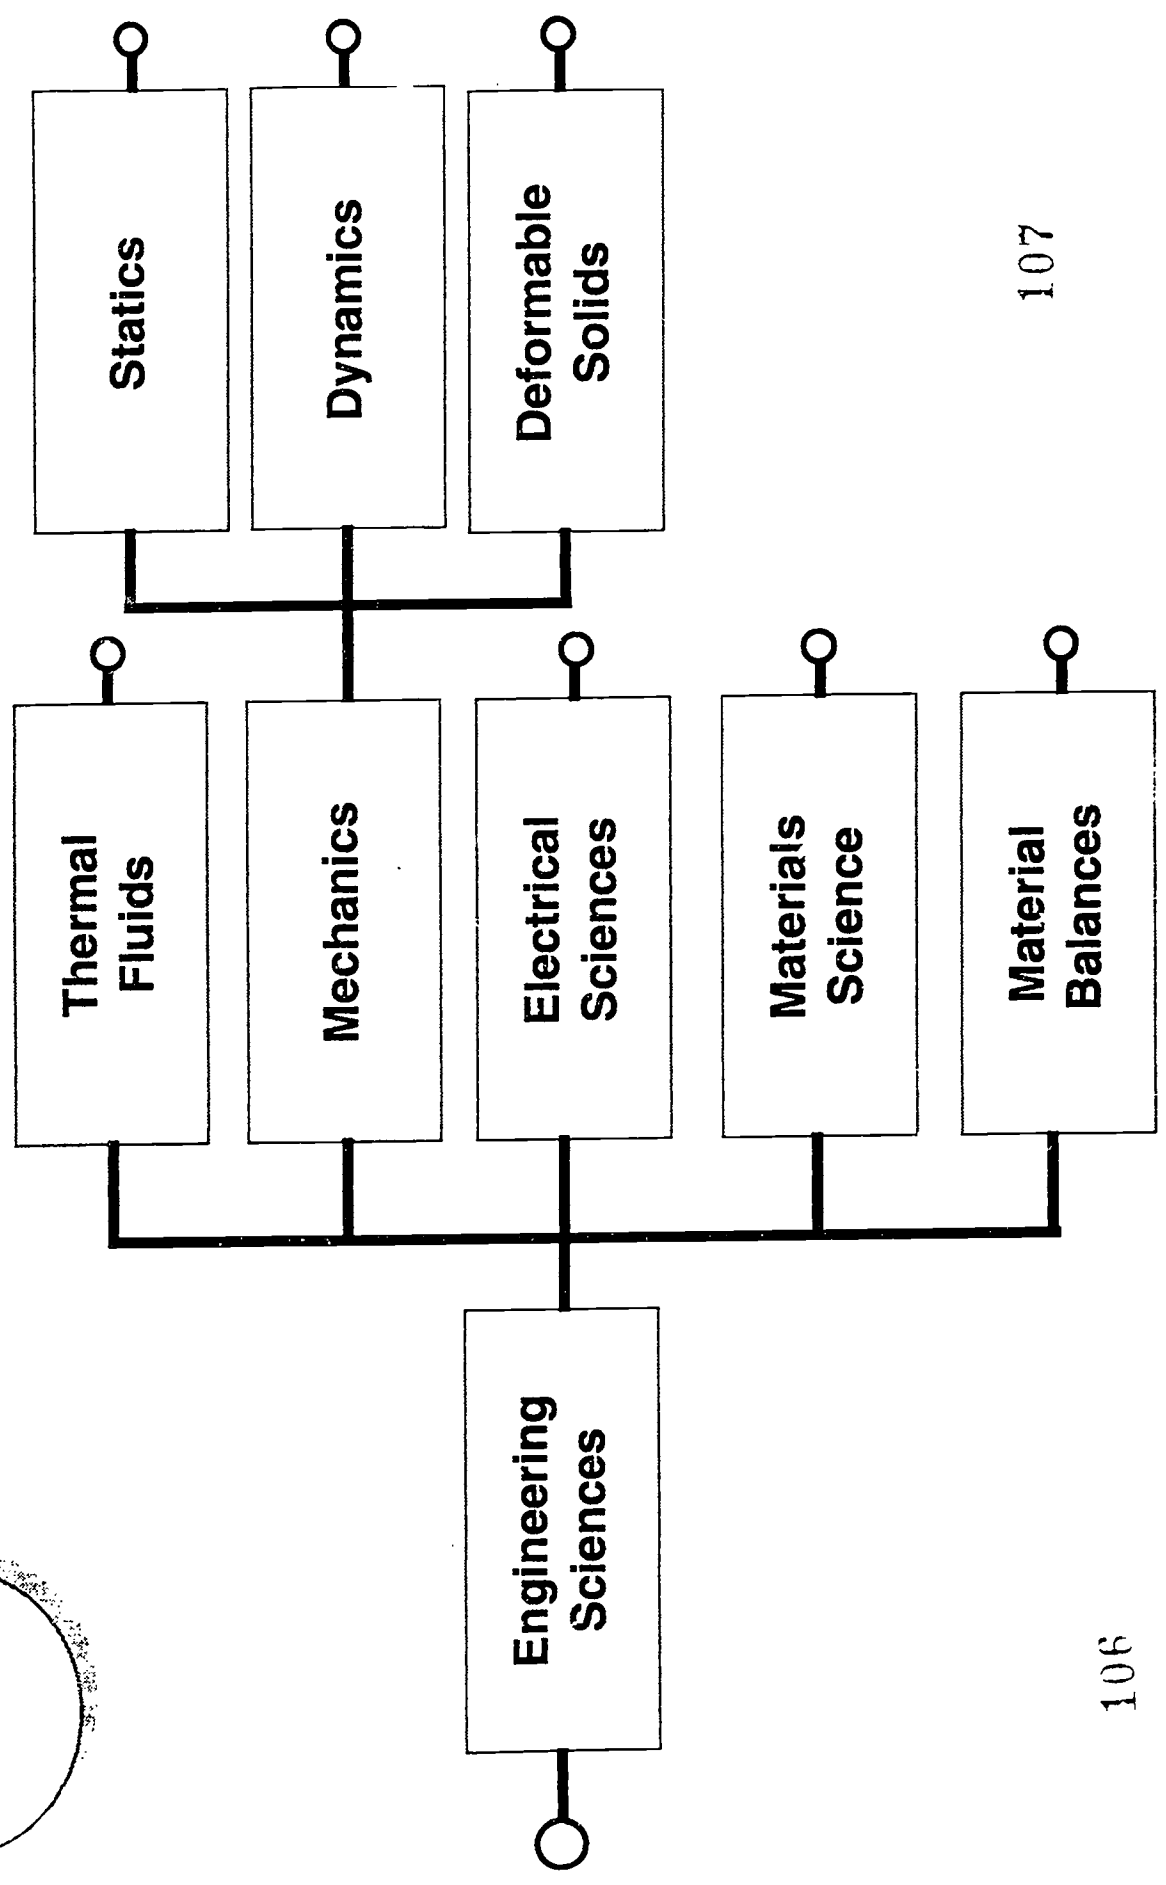 Engineering
Sciences
Thermal
Fluids
Mechanics
Electrical
Sciences
Materials
Science
Material
Balances
Statics
Dynamics
Deformable
Solids
106
107